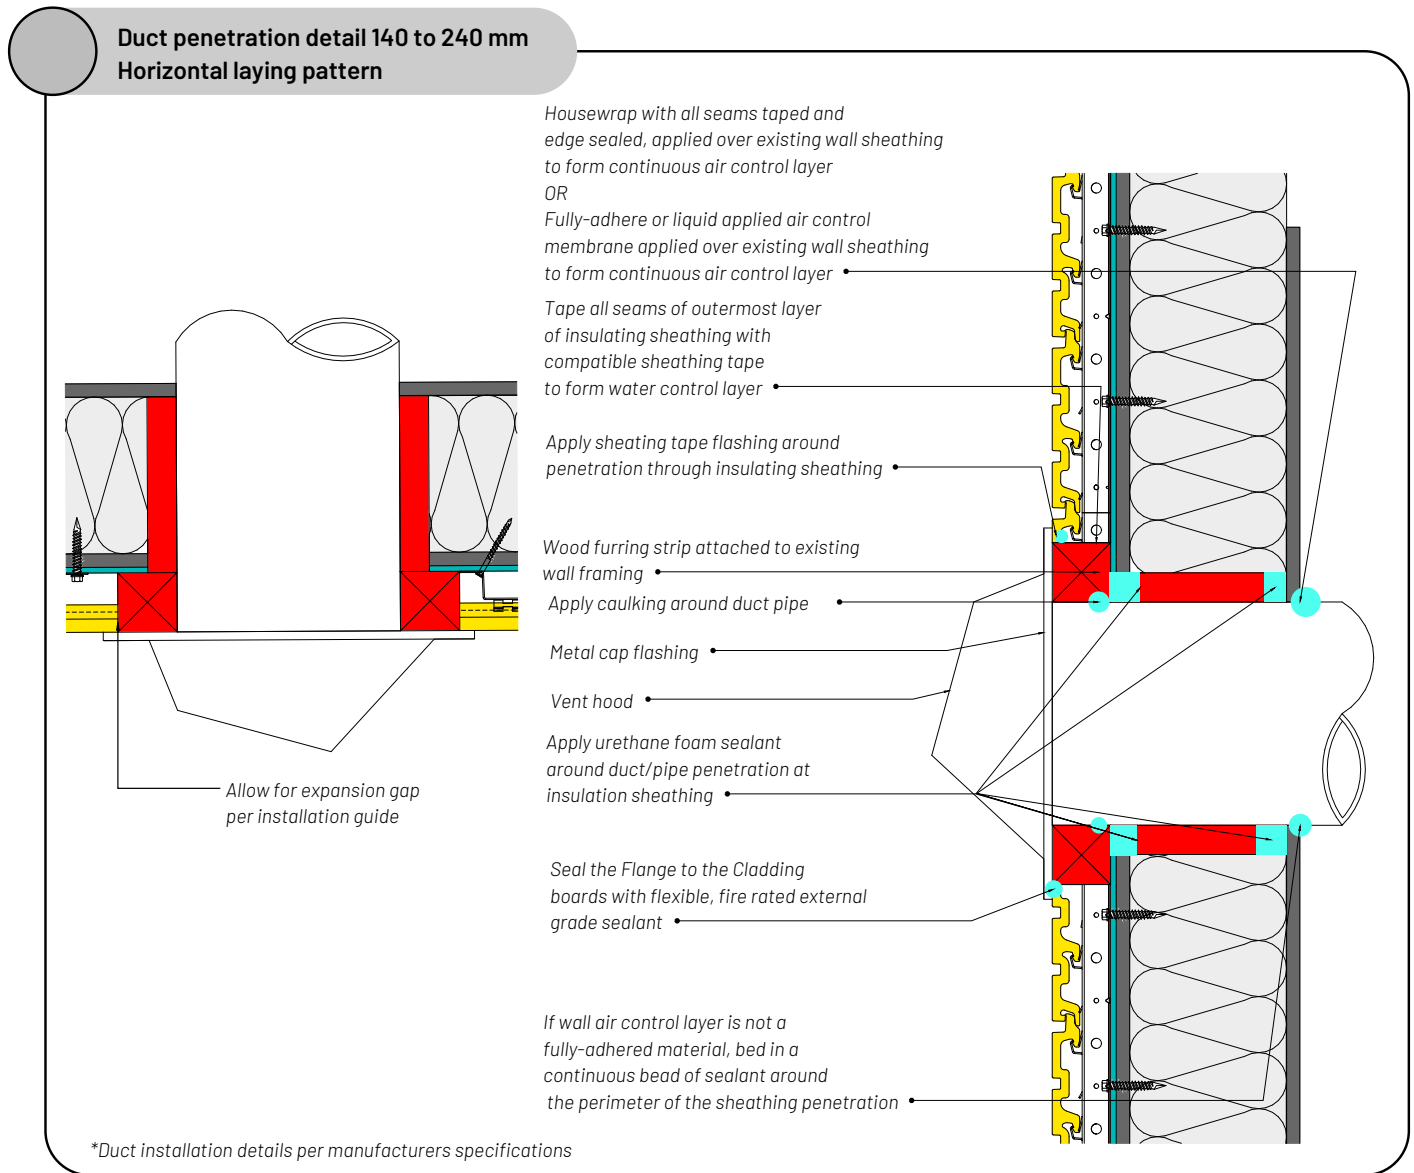 Duct penetration detail 140 to 240 mm
Horizontal laying pattern
Housewrap with all seams taped and
edge sealed, applied over existing wall sheathing
to form continuous air control layer
OR
Fully-adhere or liquid applied air control
membrane applied over existing wall sheathing
to form continuous air control layer
Tape all seams of outermost layer
of insulating sheathing with
compatible sheathing tape
to form water control layer
Apply sheating tape flashing around
penetration through insulating sheathing
Wood furring strip attached to existing
wall framing
Apply caulking around duct pipe
Metal cap flashing
Vent hood
Apply urethane foam sealant
around duct/pipe penetration at
insulation sheathing
Allow for expansion gap
per installation guide
Seal the Flange to the Cladding
boards with flexible, fire rated external
grade sealant
If wall air control layer is not a
fully-adhered material, bed in a
continuous bead of sealant around
the perimeter of the sheathing penetration
*Duct installation details per manufacturers specifications